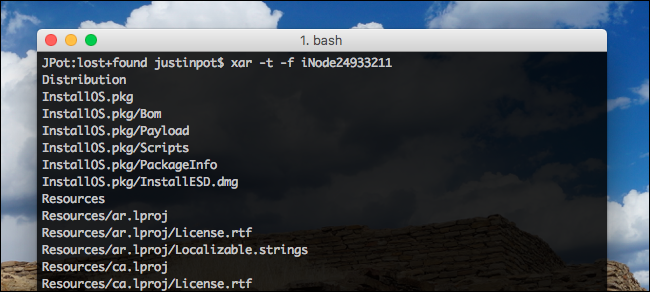 1. bash
JPot:lost+found justinpot$ xar -t -f iNode24933211
Distribution
InstallOS.pkg
InstallOS.pkg/Bom
InstallOS.pkg/Payload
InstallOS.pkg/Scripts
InstallOS.pkg/PackageInfo
InstallOS.pkg/InstallESD.dmg
Resources
Resources/ar.lproj
Resources/ar.lproj/License.rtf
Resources/ar.lproj/Localizable.strings
Resources/ca.lproj
Resources/ca.lproj/License.rtf